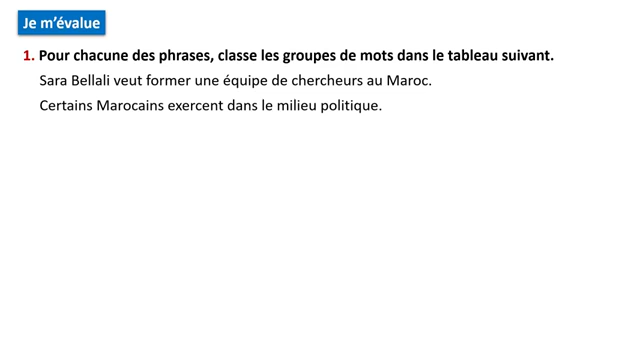 Je m'évalue
1. Pour chacune des phrases, classe les groupes de mots dans le tableau suivant.
Sara Bellali veut former une équipe de chercheurs au Maroc.
Certains Marocains exercent dans le milieu politique.